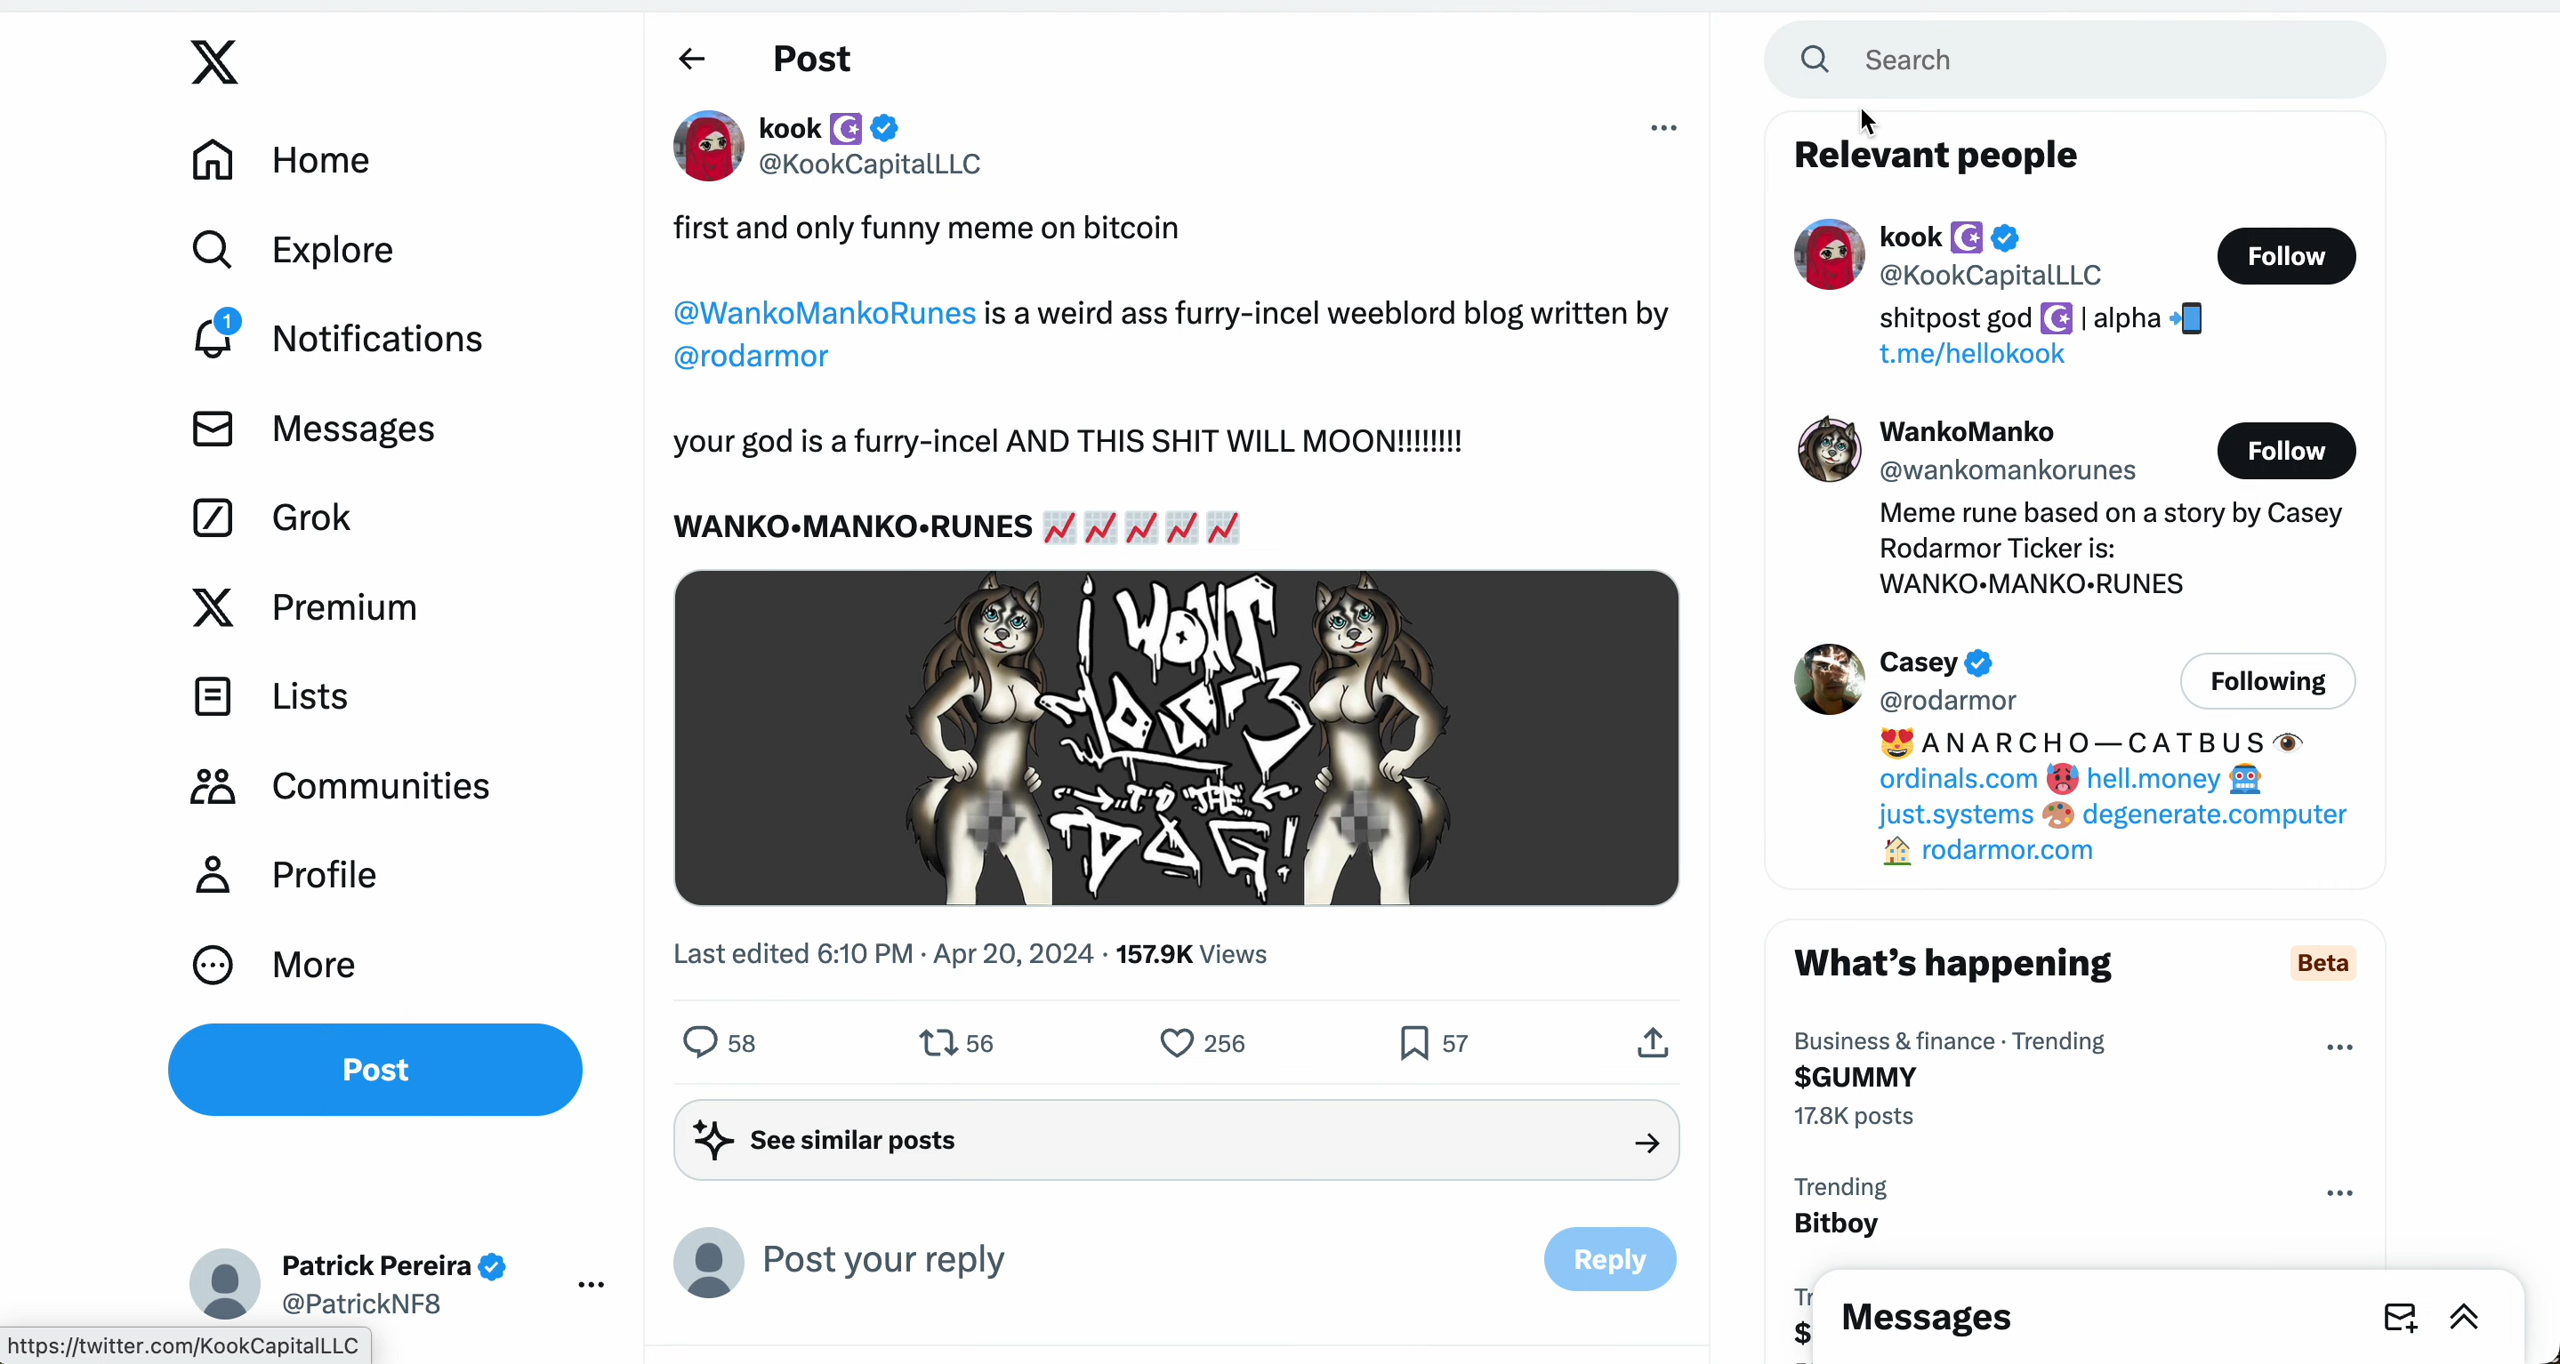 Home
Explore
1
Notifications
Messages
Grok
Premium
Lists
Communities
Profile
More
Post
Patrick Pereira
@PatrickNF8
https://twitter.com/KookCapitalLLC
Post
kook
@KookCapitalLLC
first and only funny meme on bitcoin
@WankoMankoRunes is a weird ass furry-incel weeblord blog written by
@rodarmor
your god is a furry-incel AND THIS SHIT WILL MOON!!!!!!!!
WANKO•MANKO•RUNES
i WONT
LOSE
TO THE
DOG!
Last edited 6:10 PM · Apr 20, 2024 · 157.9K Views
58 56 256 57
See similar posts
Post your reply
Reply
Search
Relevant people
kook
@KookCapitalLLC
Follow
shitpost god | alpha
t.me/hellokook
WankoManko
@wankomankorunes
Follow
Meme rune based on a story by Casey
Rodarmor Ticker is:
WANKO•MANKO•RUNES
Casey
@rodarmor
Following
A N A R C H O — C A T B U S
ordinals.com hell.money
just.systems degenerate.computer
rodarmor.com
What’s happening
Beta
Business & finance · Trending
$GUMMY
17.8K posts
Trending
Bitboy
Tr
$
Messages